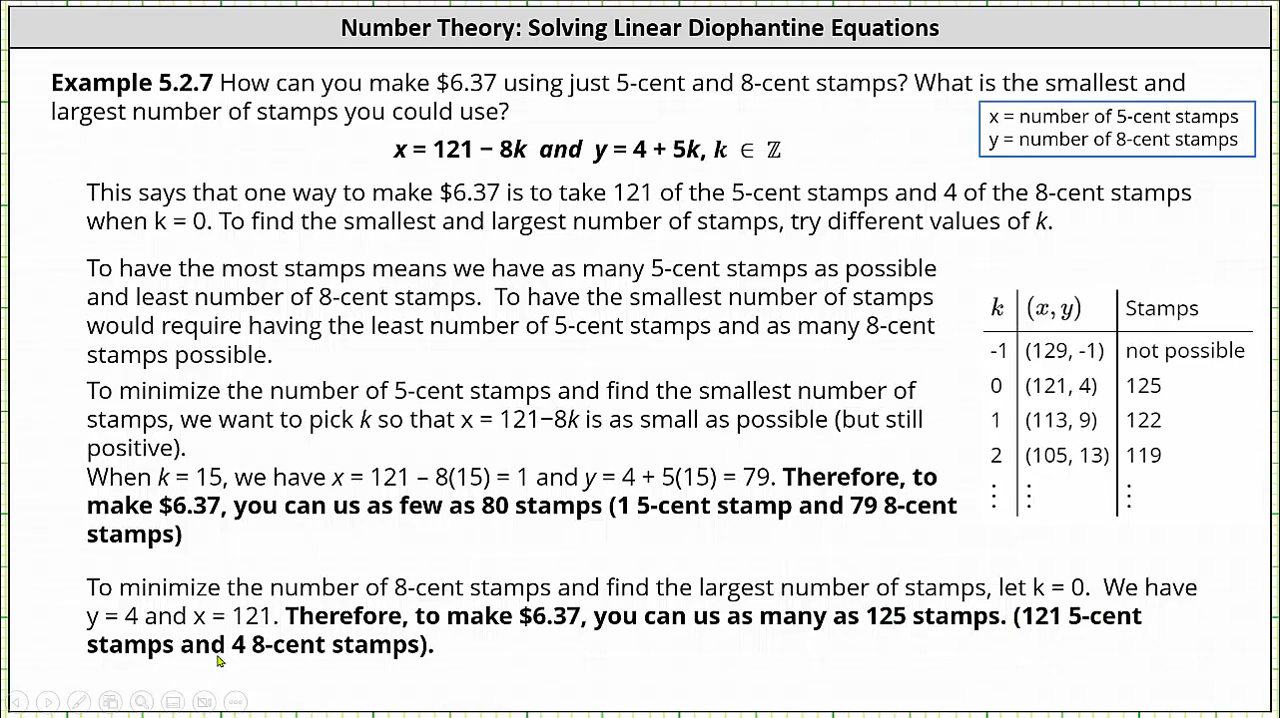 Number Theory: Solving Linear Diophantine Equations
Example 5.2.7 How can you make $6.37 using just 5-cent and 8-cent stamps? What is the smallest and
largest number of stamps you could use?
x = number of 5-cent stamps
y = number of 8-cent stamps
x = 121 − 8k and y = 4 + 5k, k ∈ ℤ
This says that one way to make $6.37 is to take 121 of the 5-cent stamps and 4 of the 8-cent stamps
when k = 0. To find the smallest and largest number of stamps, try different values of k.
To have the most stamps means we have as many 5-cent stamps as possible
and least number of 8-cent stamps. To have the smallest number of stamps
would require having the least number of 5-cent stamps and as many 8-cent
stamps possible.
To minimize the number of 5-cent stamps and find the smallest number of
stamps, we want to pick k so that x = 121−8k is as small as possible (but still
positive).
When k = 15, we have x = 121 – 8(15) = 1 and y = 4 + 5(15) = 79. Therefore, to
make $6.37, you can us as few as 80 stamps (1 5-cent stamp and 79 8-cent
stamps)
k (x, y) Stamps
-1 (129, -1) not possible
0 (121, 4) 125
1 (113, 9) 122
2 (105, 13) 119
⋮ ⋮ ⋮
To minimize the number of 8-cent stamps and find the largest number of stamps, let k = 0. We have
y = 4 and x = 121. Therefore, to make $6.37, you can us as many as 125 stamps. (121 5-cent
stamps and 4 8-cent stamps).